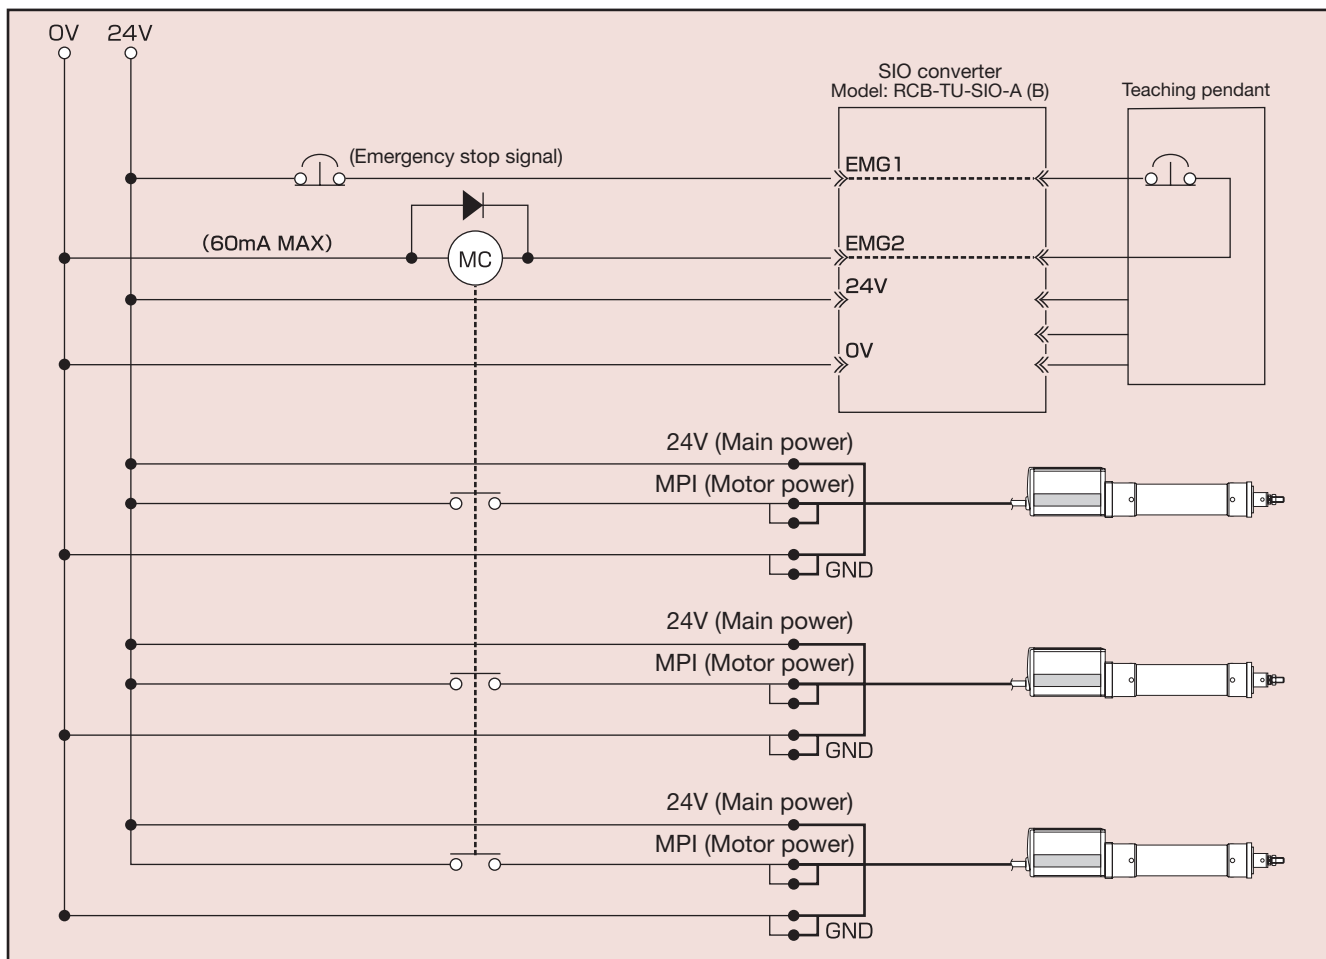 0V 24V
SIO converter
Model: RCB-TU-SIO-A (B)
Teaching pendant
(Emergency stop signal)
EMG1
(60mA MAX)
MC
EMG2
24V
0V
24V (Main power)
MPI (Motor power)
GND
24V (Main power)
MPI (Motor power)
GND
24V (Main power)
MPI (Motor power)
GND